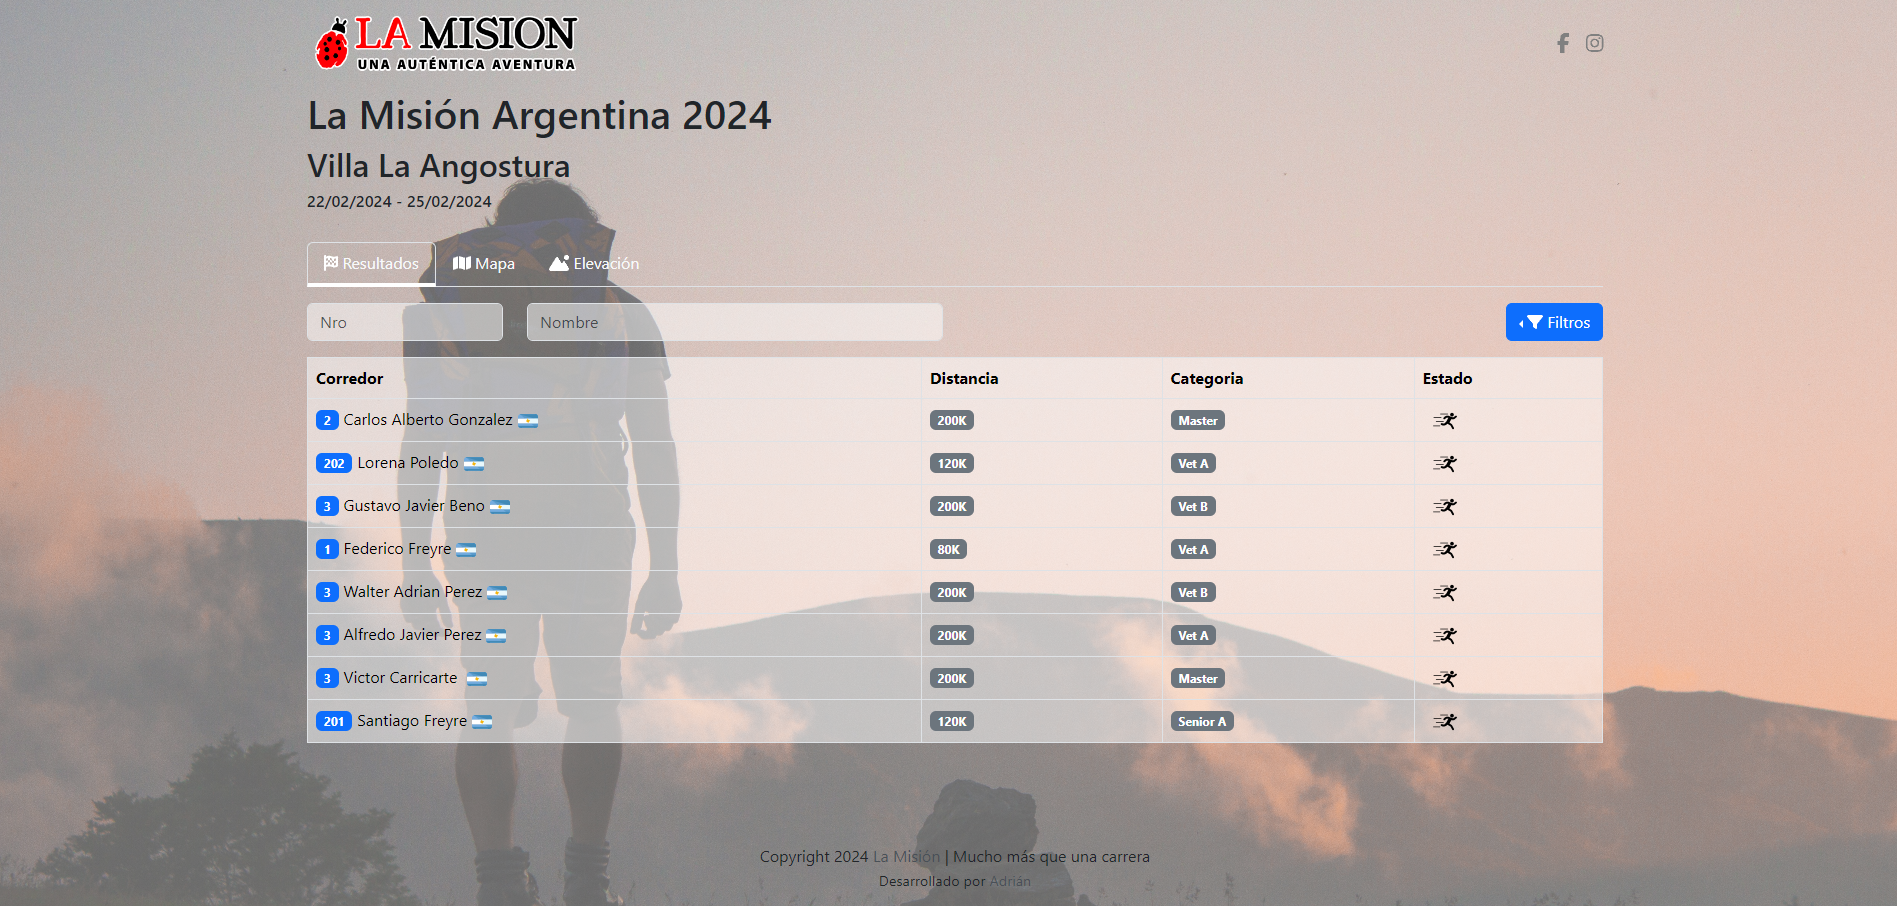 LA MISION
UNA AUTÉNTICA AVENTURA
La Misión Argentina 2024
Villa La Angostura
22/02/2024 - 25/02/2024
Resultados Mapa Elevación
Nro Nombre Filtros
Corredor Distancia Categoria Estado
2 Carlos Alberto Gonzalez 200K Master
202 Lorena Poledo 120K Vet A
3 Gustavo Javier Beno 200K Vet B
1 Federico Freyre 80K Vet A
3 Walter Adrian Perez 200K Vet B
3 Alfredo Javier Perez 200K Vet A
3 Victor Carricarte 200K Master
201 Santiago Freyre 120K Senior A
Copyright 2024 La Misión | Mucho más que una carrera
Desarrollado por Adrián